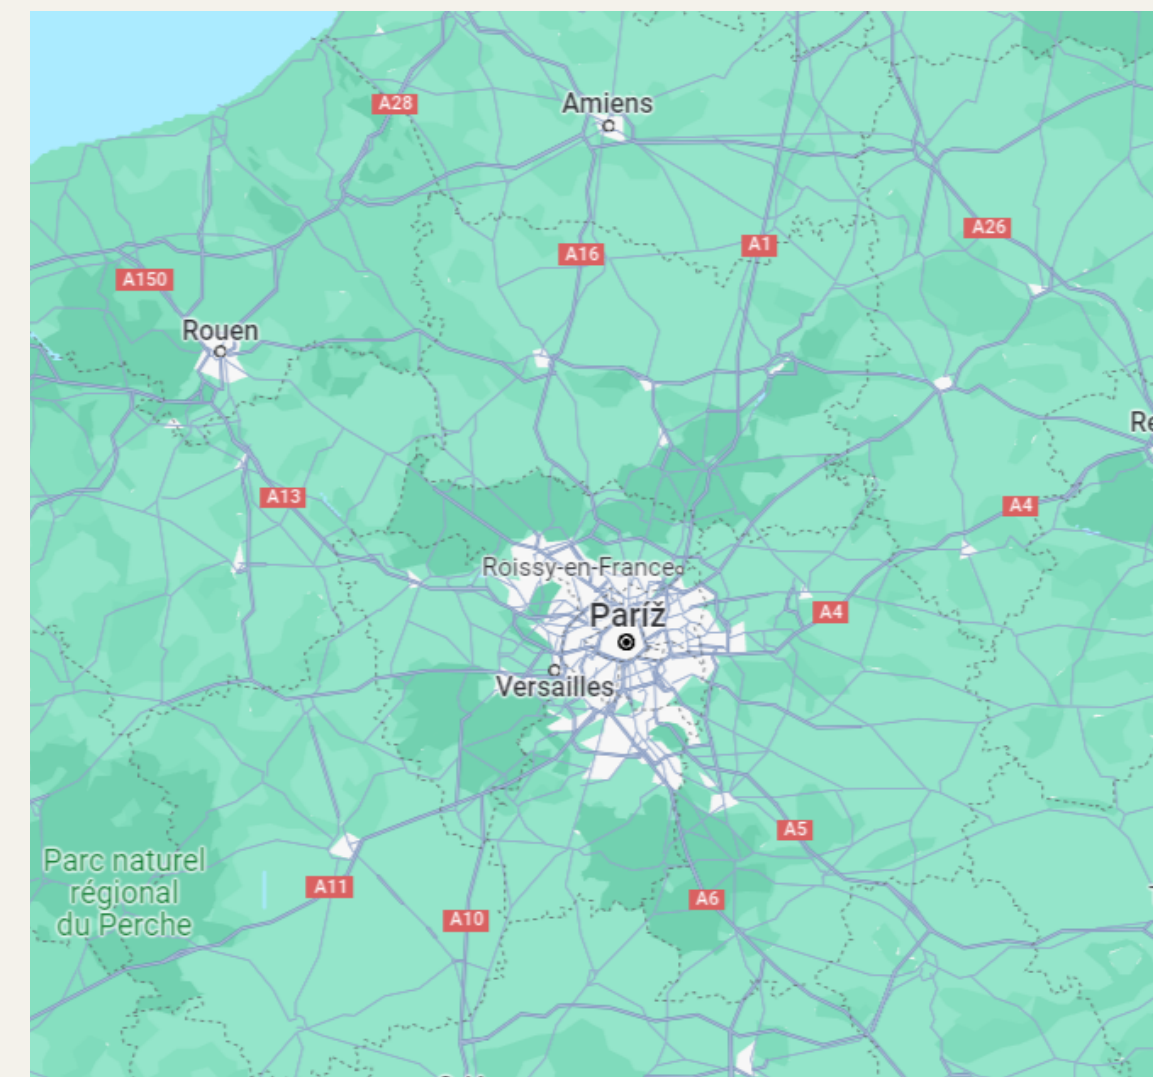 A28
Amiens
A26
A1
A16
A150
Rouen
A13
A4
Roissy-en-France
Paríž
A4
Versailles
A5
Parc naturel
régional
du Perche
A11
A6
A10